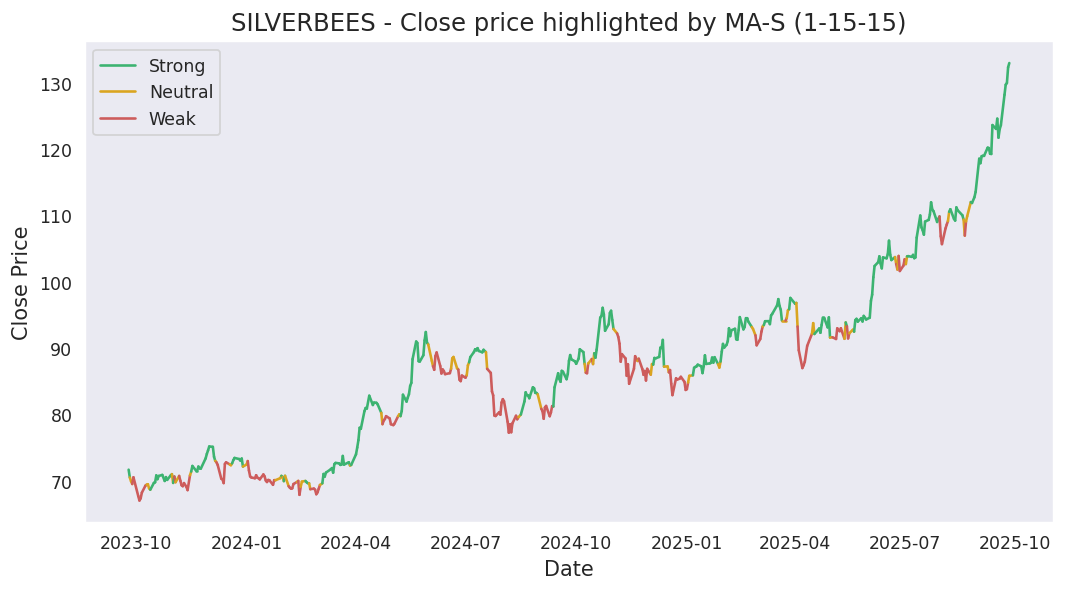 SILVERBEES - Close price highlighted by MA-S (1-15-15)
Strong
Neutral
Weak
Close Price
130
120
110
100
90
80
70
2023-10 2024-01 2024-04 2024-07 2024-10 2025-01 2025-04 2025-07 2025-10
Date